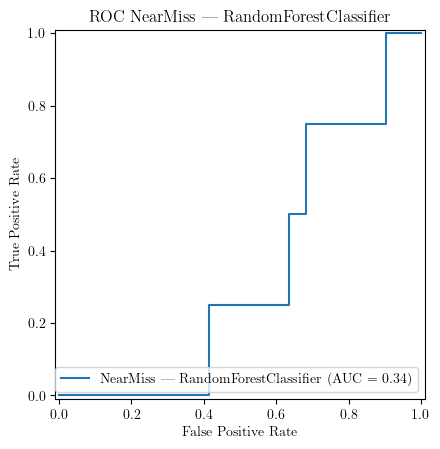 ROC NearMiss — RandomForestClassifier
1.0
0.8
0.6
0.4
0.2
0.0
True Positive Rate
NearMiss — RandomForestClassifier (AUC = 0.34)
0.0 0.2 0.4 0.6 0.8 1.0
False Positive Rate